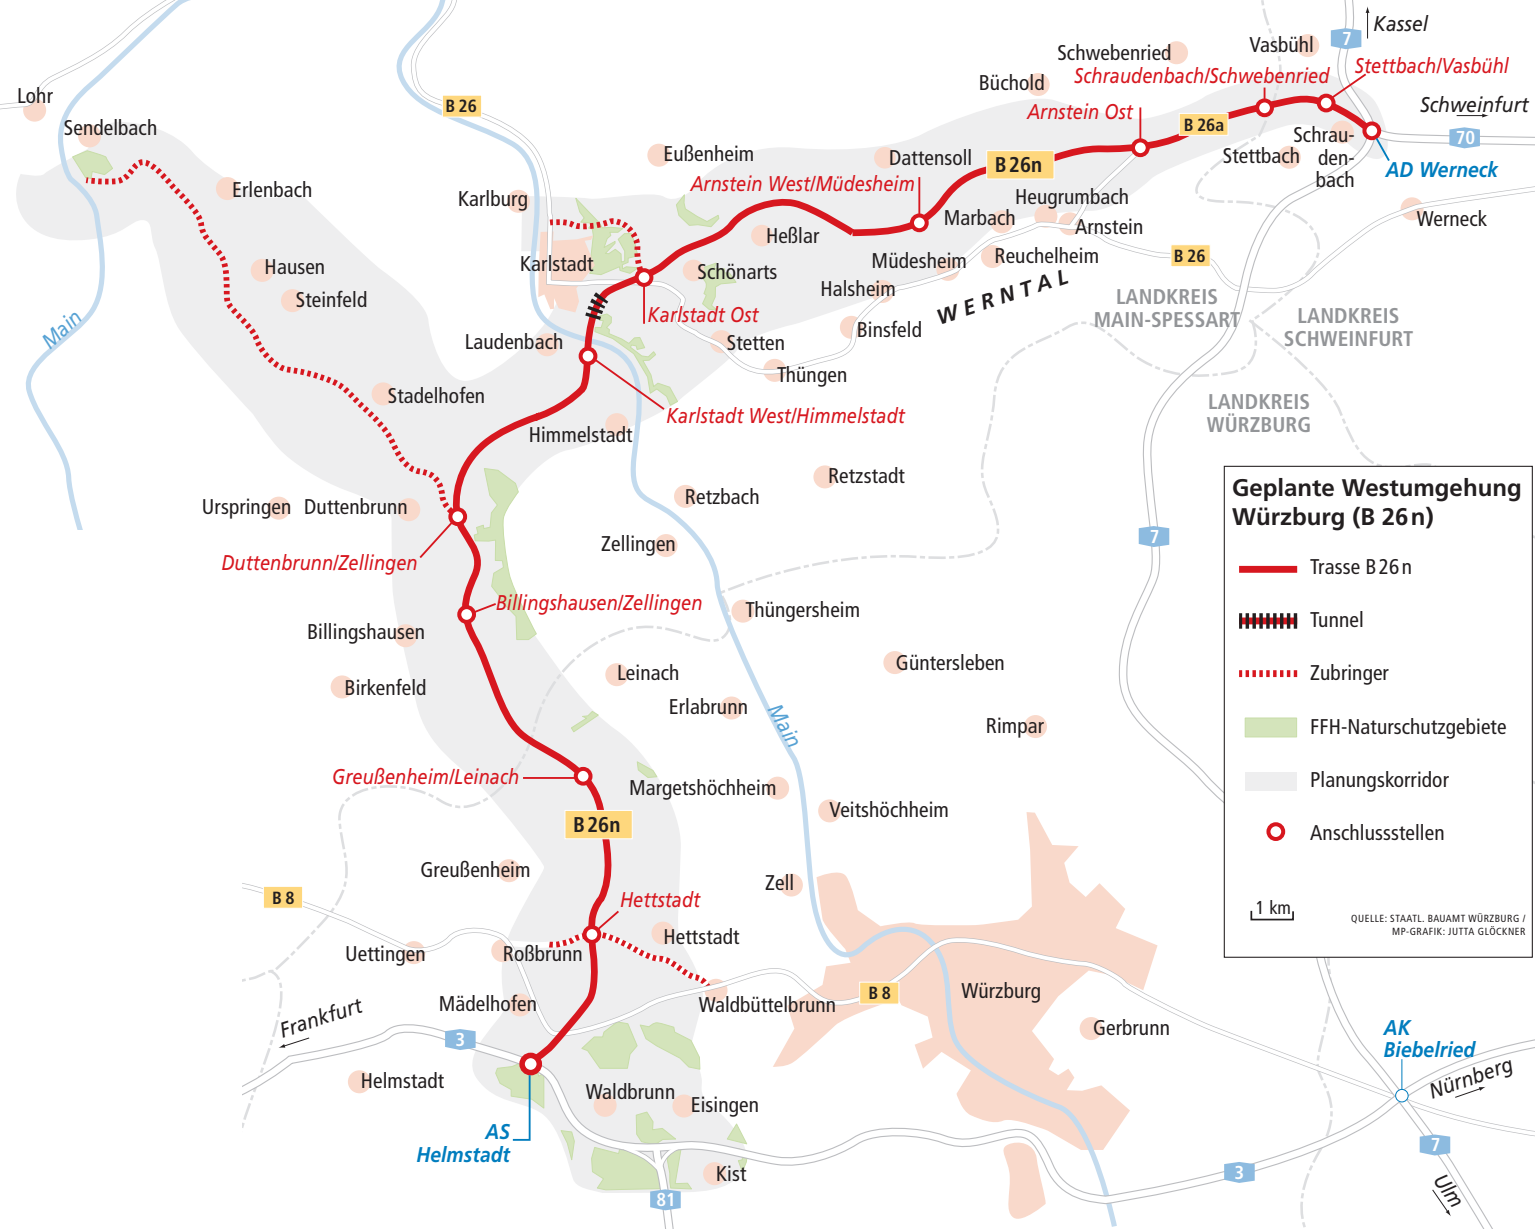 Kassel
7
Schwebenried
Vasbühl
Stettbach/Vasbühl
Schraudenbach/Schwebenried
Büchold
Lohr
B 26
Arnstein Ost
Schweinfurt
B 26a
Sendelbach
Schrau-
den-
bach
70
Eußenheim
Dattensoll
B 26n
Stettbach
AD Werneck
Arnstein West/Müdesheim
Erlenbach
Karlburg
Heugrumbach
Marbach
Arnstein
Werneck
Heßlar
Karlstadt
Hausen
Schönarts
Müdesheim
Reuchelheim
B 26
Steinfeld
Halsheim
WERNTAL
LANDKREIS
MAIN-SPESSART
LANDKREIS
SCHWEINFURT
Main
Karlstadt Ost
Binsfeld
Laudenbach
Stetten
Thüngen
Stadelhofen
Karlstadt West/Himmelstadt
LANDKREIS
WÜRZBURG
Himmelstadt
Retzstadt
Retzbach
Urspringen
Duttenbrunn
Zellingen
7
Duttenbrunn/Zellingen
Billingshausen/Zellingen
Thüngersheim
Billingshausen
Güntersleben
Leinach
Birkenfeld
Erlabrunn
Main
Rimpar
Greußenheim/Leinach
Margetshöchheim
Veitshöchheim
B 26n
Greußenheim
Zell
B 8
Hettstadt
Hettstadt
Uettingen
Roßbrunn
Waldbüttelbrunn
B 8
Würzburg
Mädelhofen
Frankfurt
3
Gerbrunn
Helmstadt
Waldbrunn
Eisingen
AS
Helmstadt
Kist
81
3
AK
Biebelried
Nürnberg
7
Ulm
Geplante Westumgehung
Würzburg (B 26 n)
Trasse B 26 n
Tunnel
Zubringer
FFH-Naturschutzgebiete
Planungskorridor
Anschlussstellen
1 km
QUELLE: STAATL. BAUAMT WÜRZBURG /
MP-GRAFIK: JUTTA GLÖCKNER